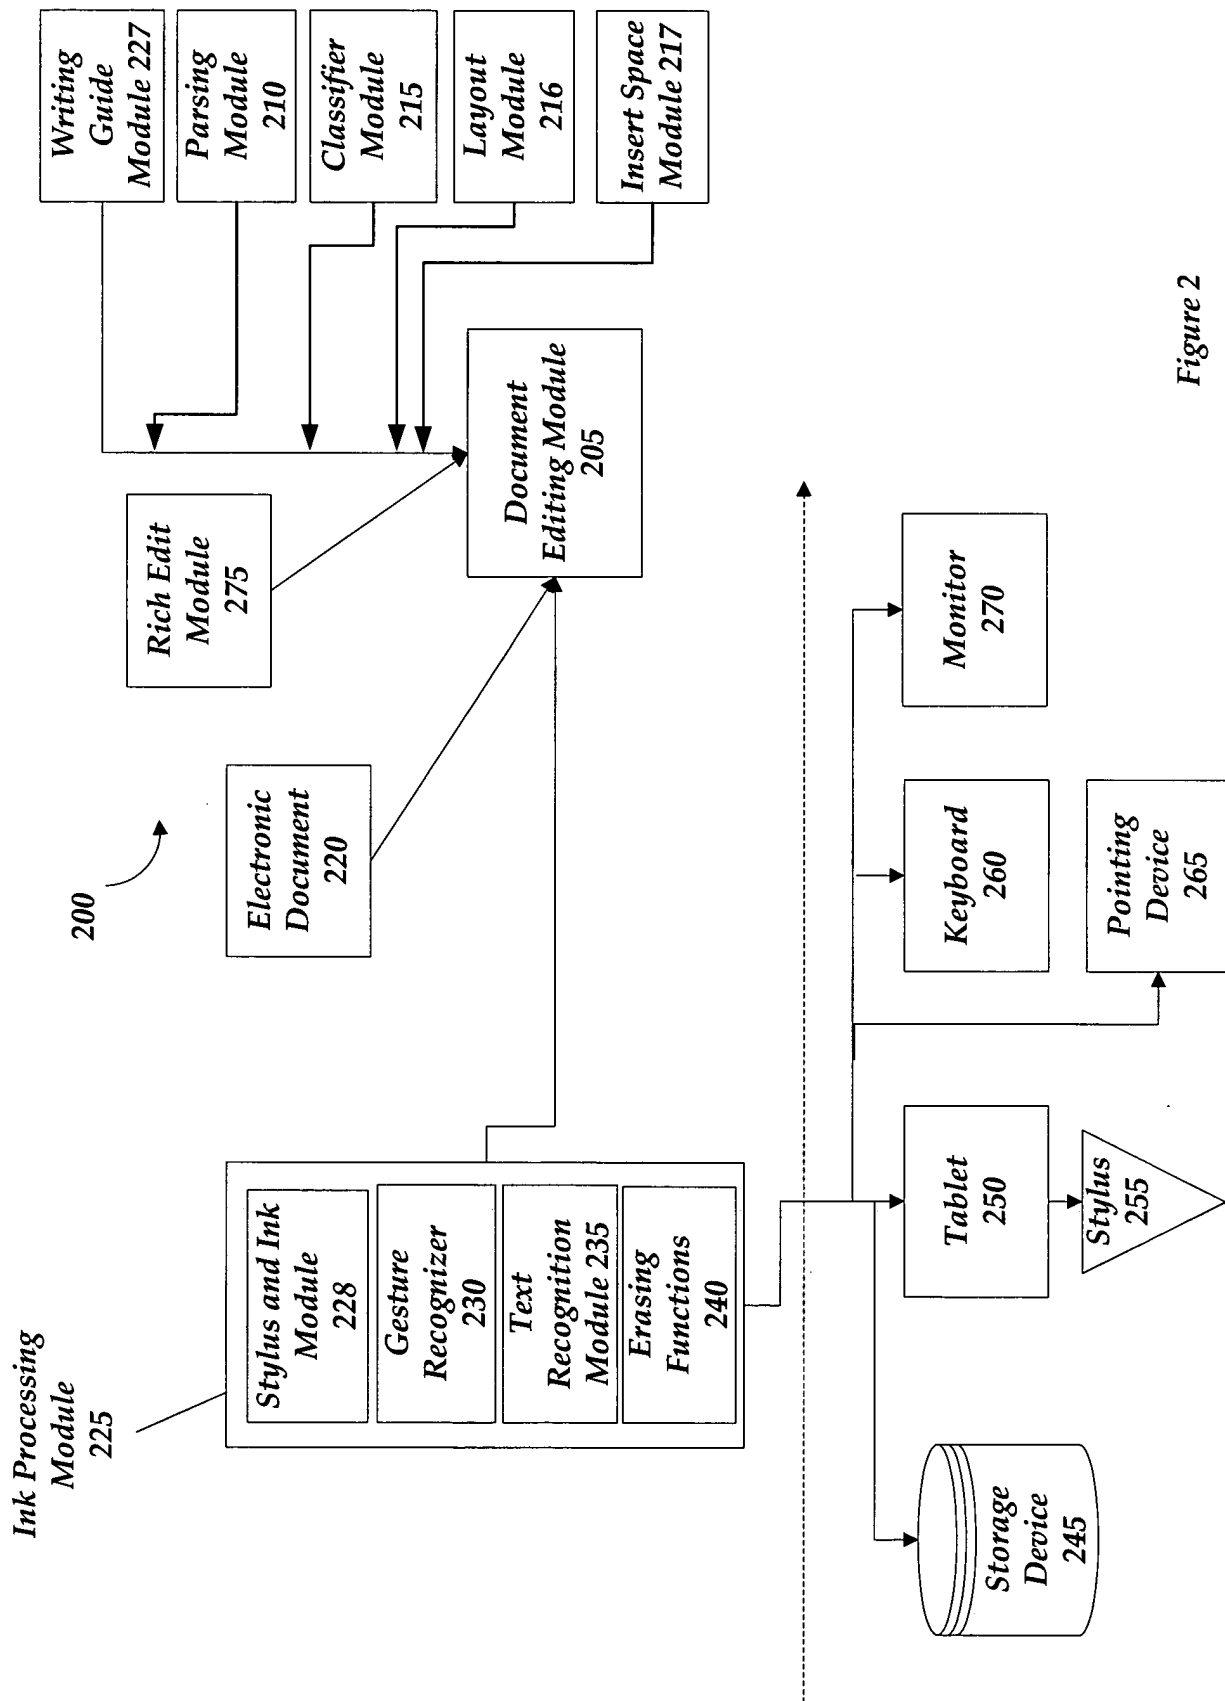 Ink Processing
Module
225
200
Stylus and Ink
Module
228
Gesture
Recognizer
230
Text
Recognition
Module 235
Erasing
Functions
240
Electronic
Document
220
Rich Edit
Module
275
Writing
Guide
Module 227
Parsing
Module
210
Classifier
Module
215
Layout
Module
216
Insert Space
Module 217
Document
Editing Module
205
Storage
Device
245
Tablet
250
Stylus
255
Keyboard
260
Pointing
Device
265
Monitor
270
Figure 2